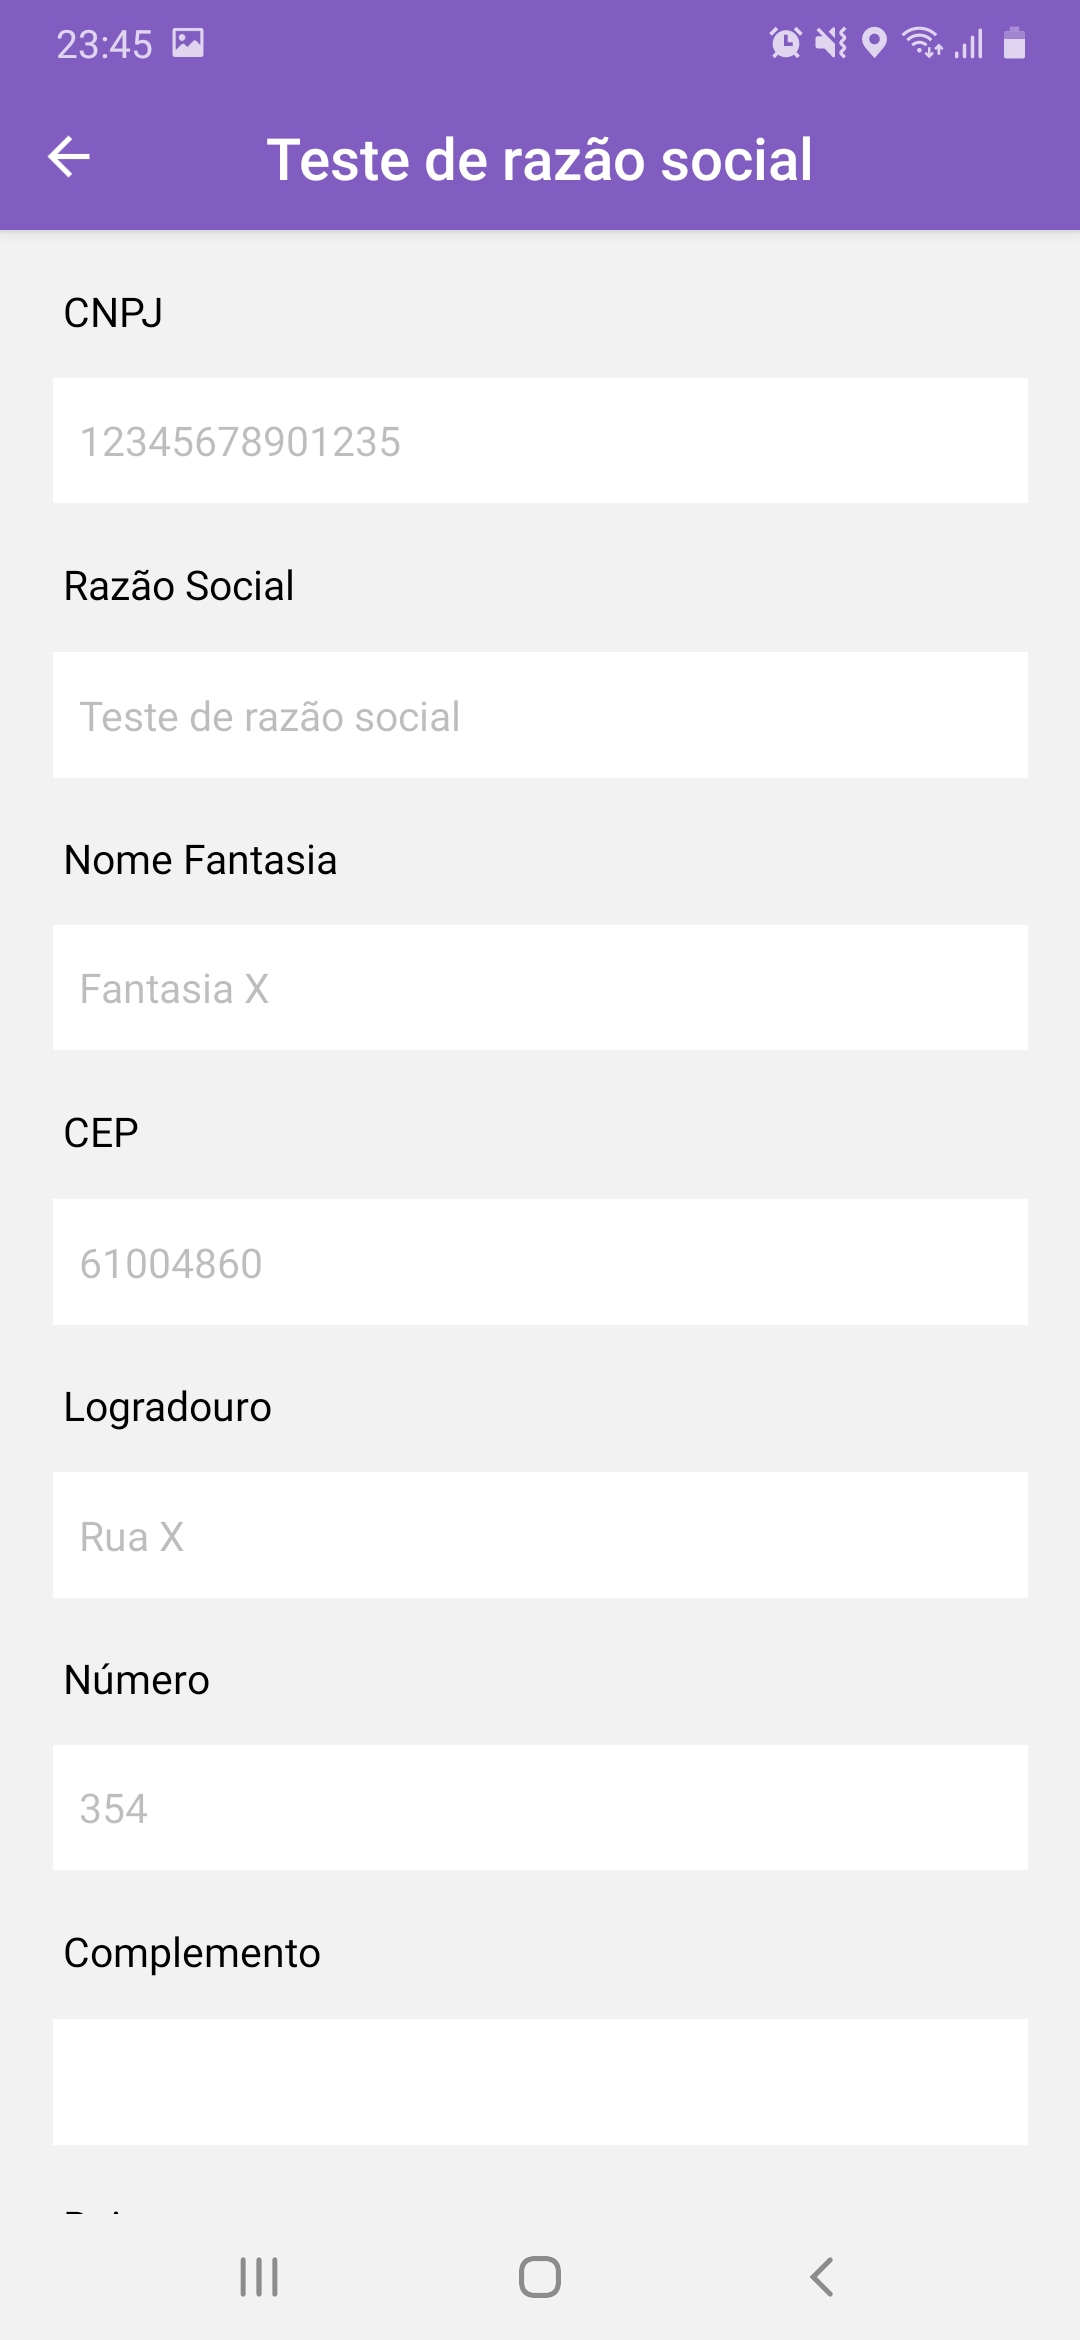 23:45
Teste de razão social
CNPJ
12345678901235
Razão Social
Teste de razão social
Nome Fantasia
Fantasia X
CEP
61004860
Logradouro
Rua X
Número
354
Complemento